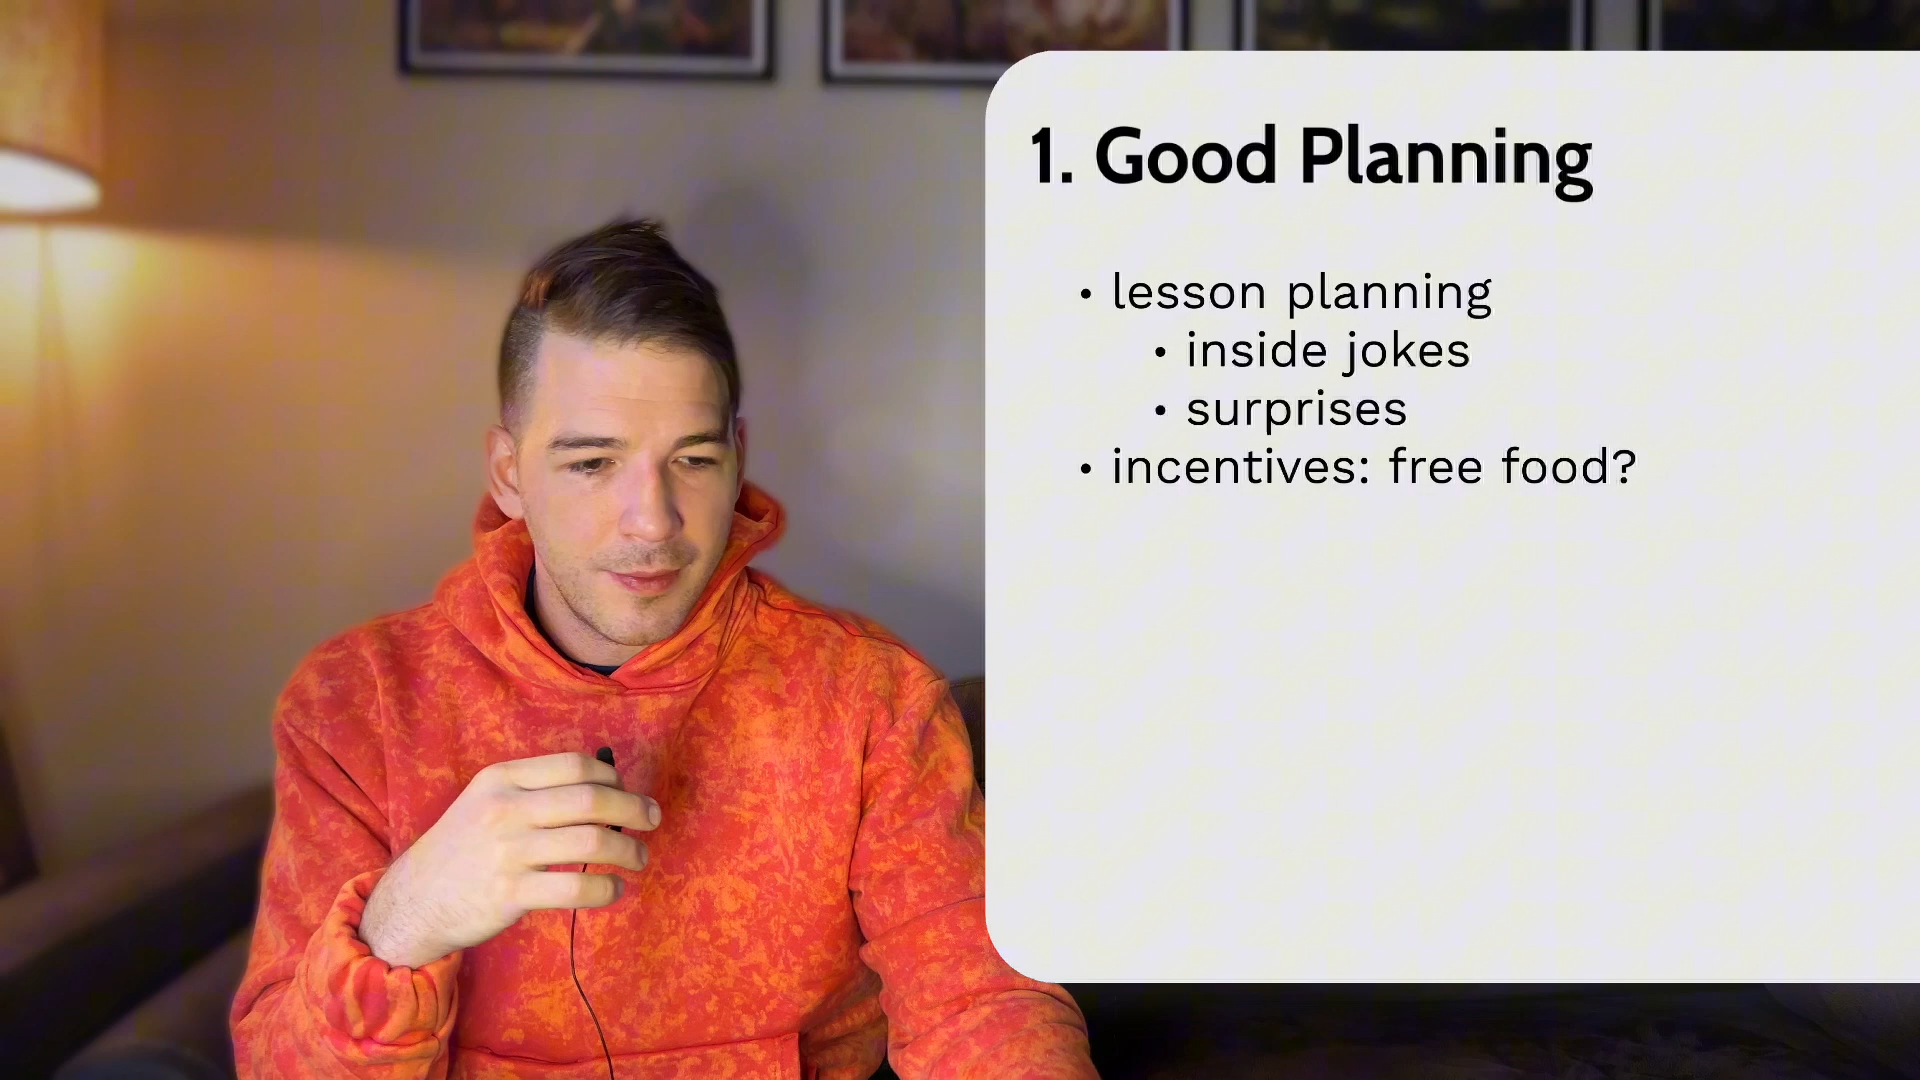 1. Good Planning
• lesson planning
• inside jokes
• surprises
• incentives: free food?